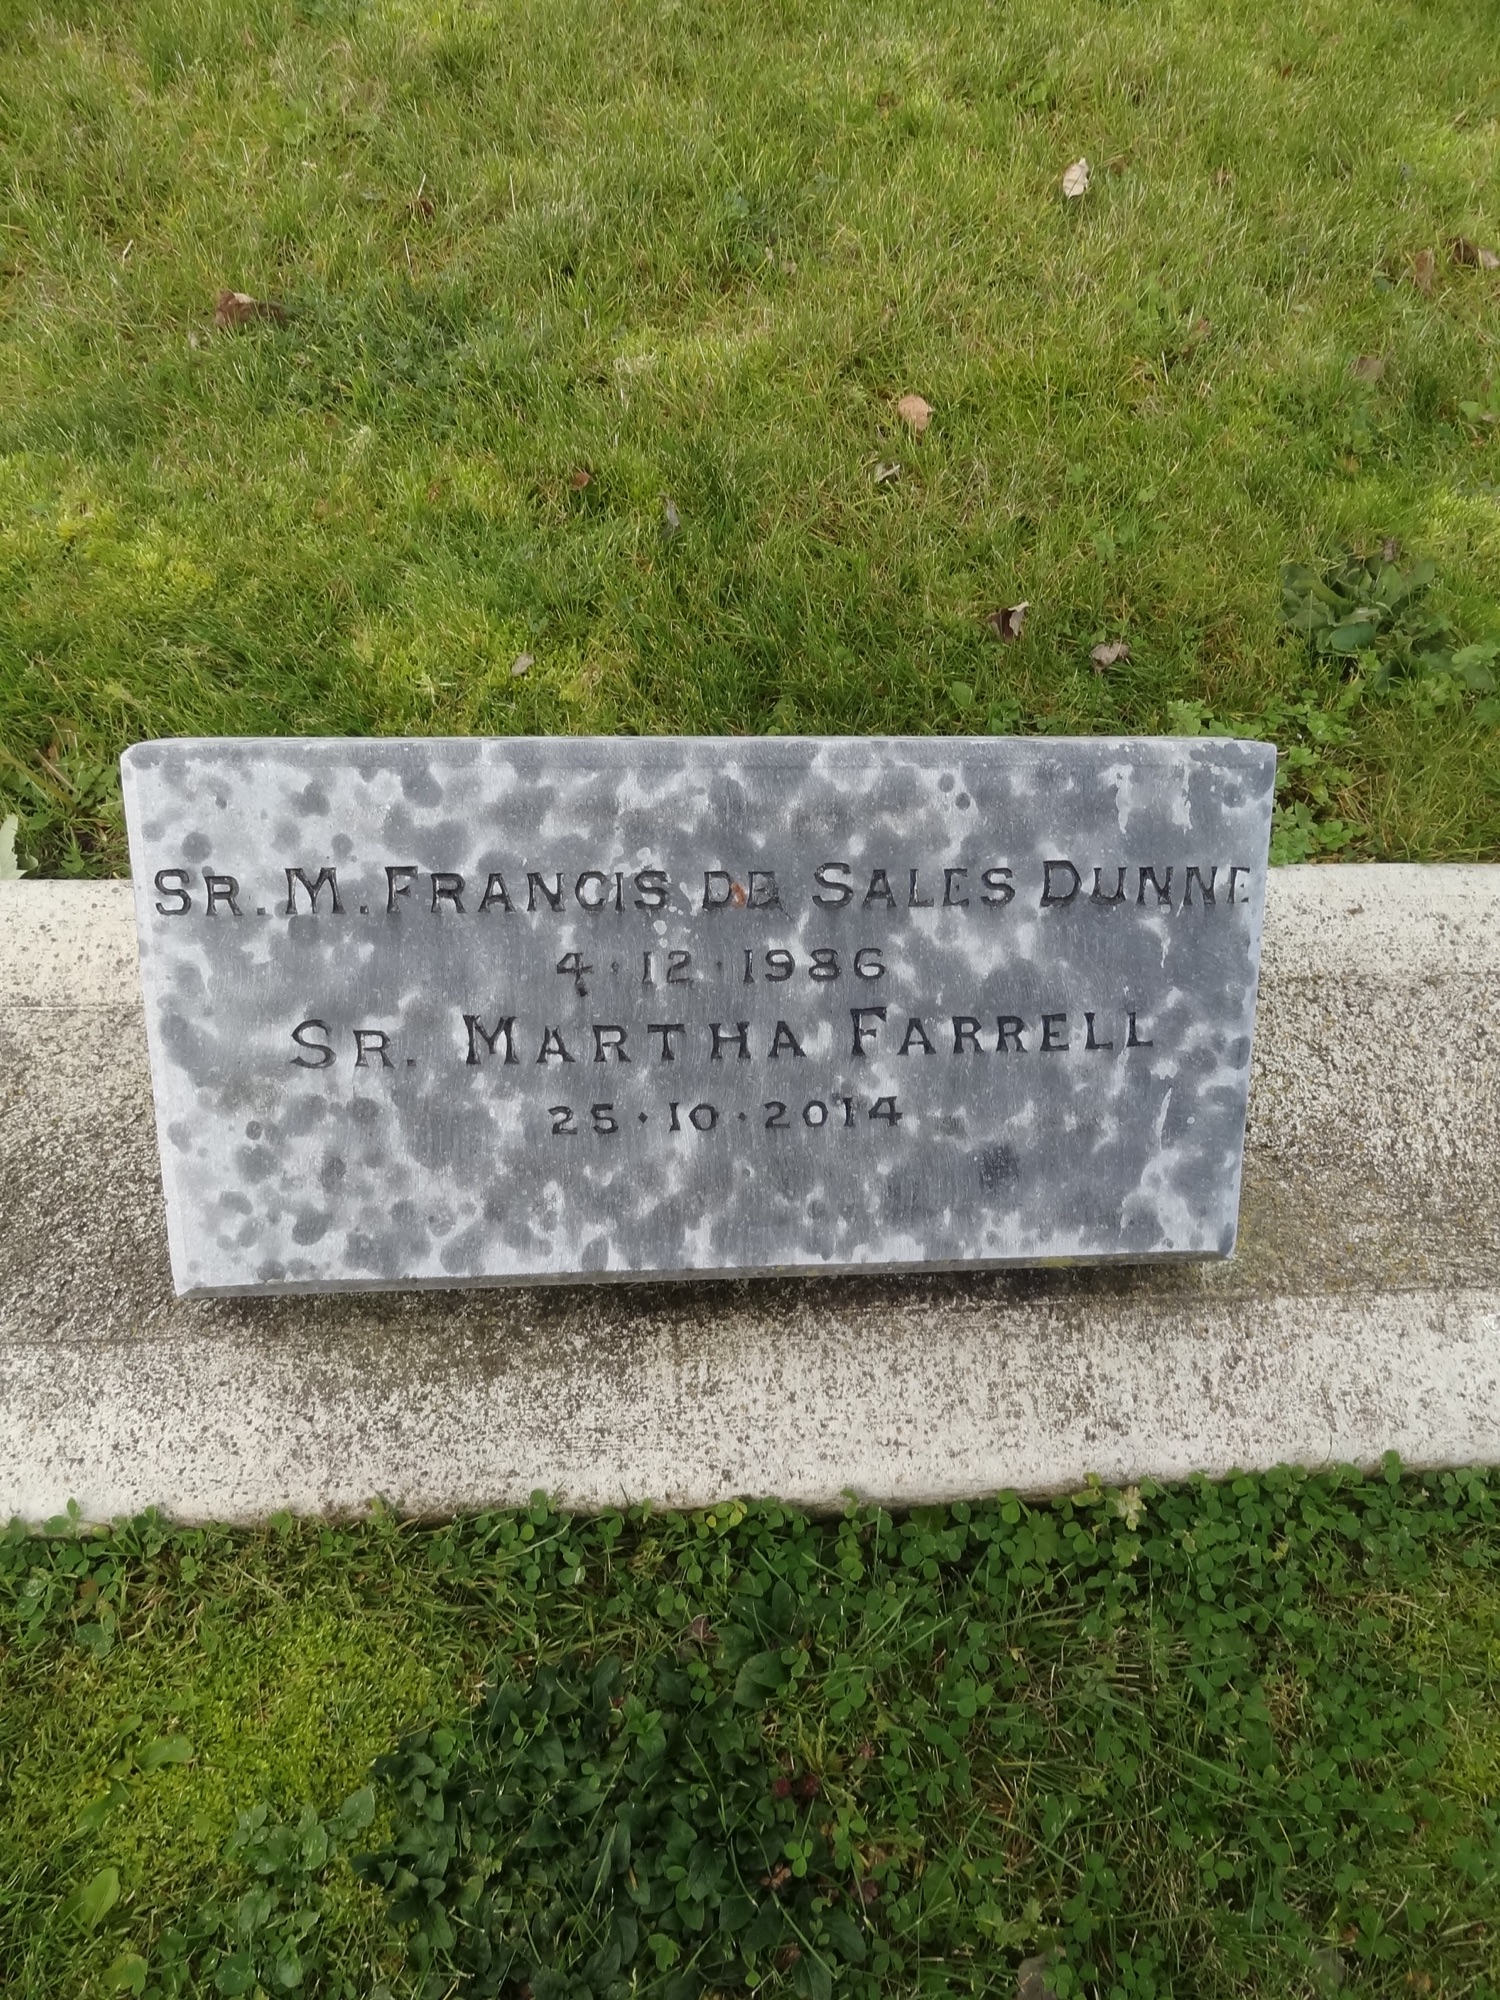 SR. M. FRANCIS DE SALES DUNNE
4·12·1986
SR. MARTHA FARRELL
25·10·2014